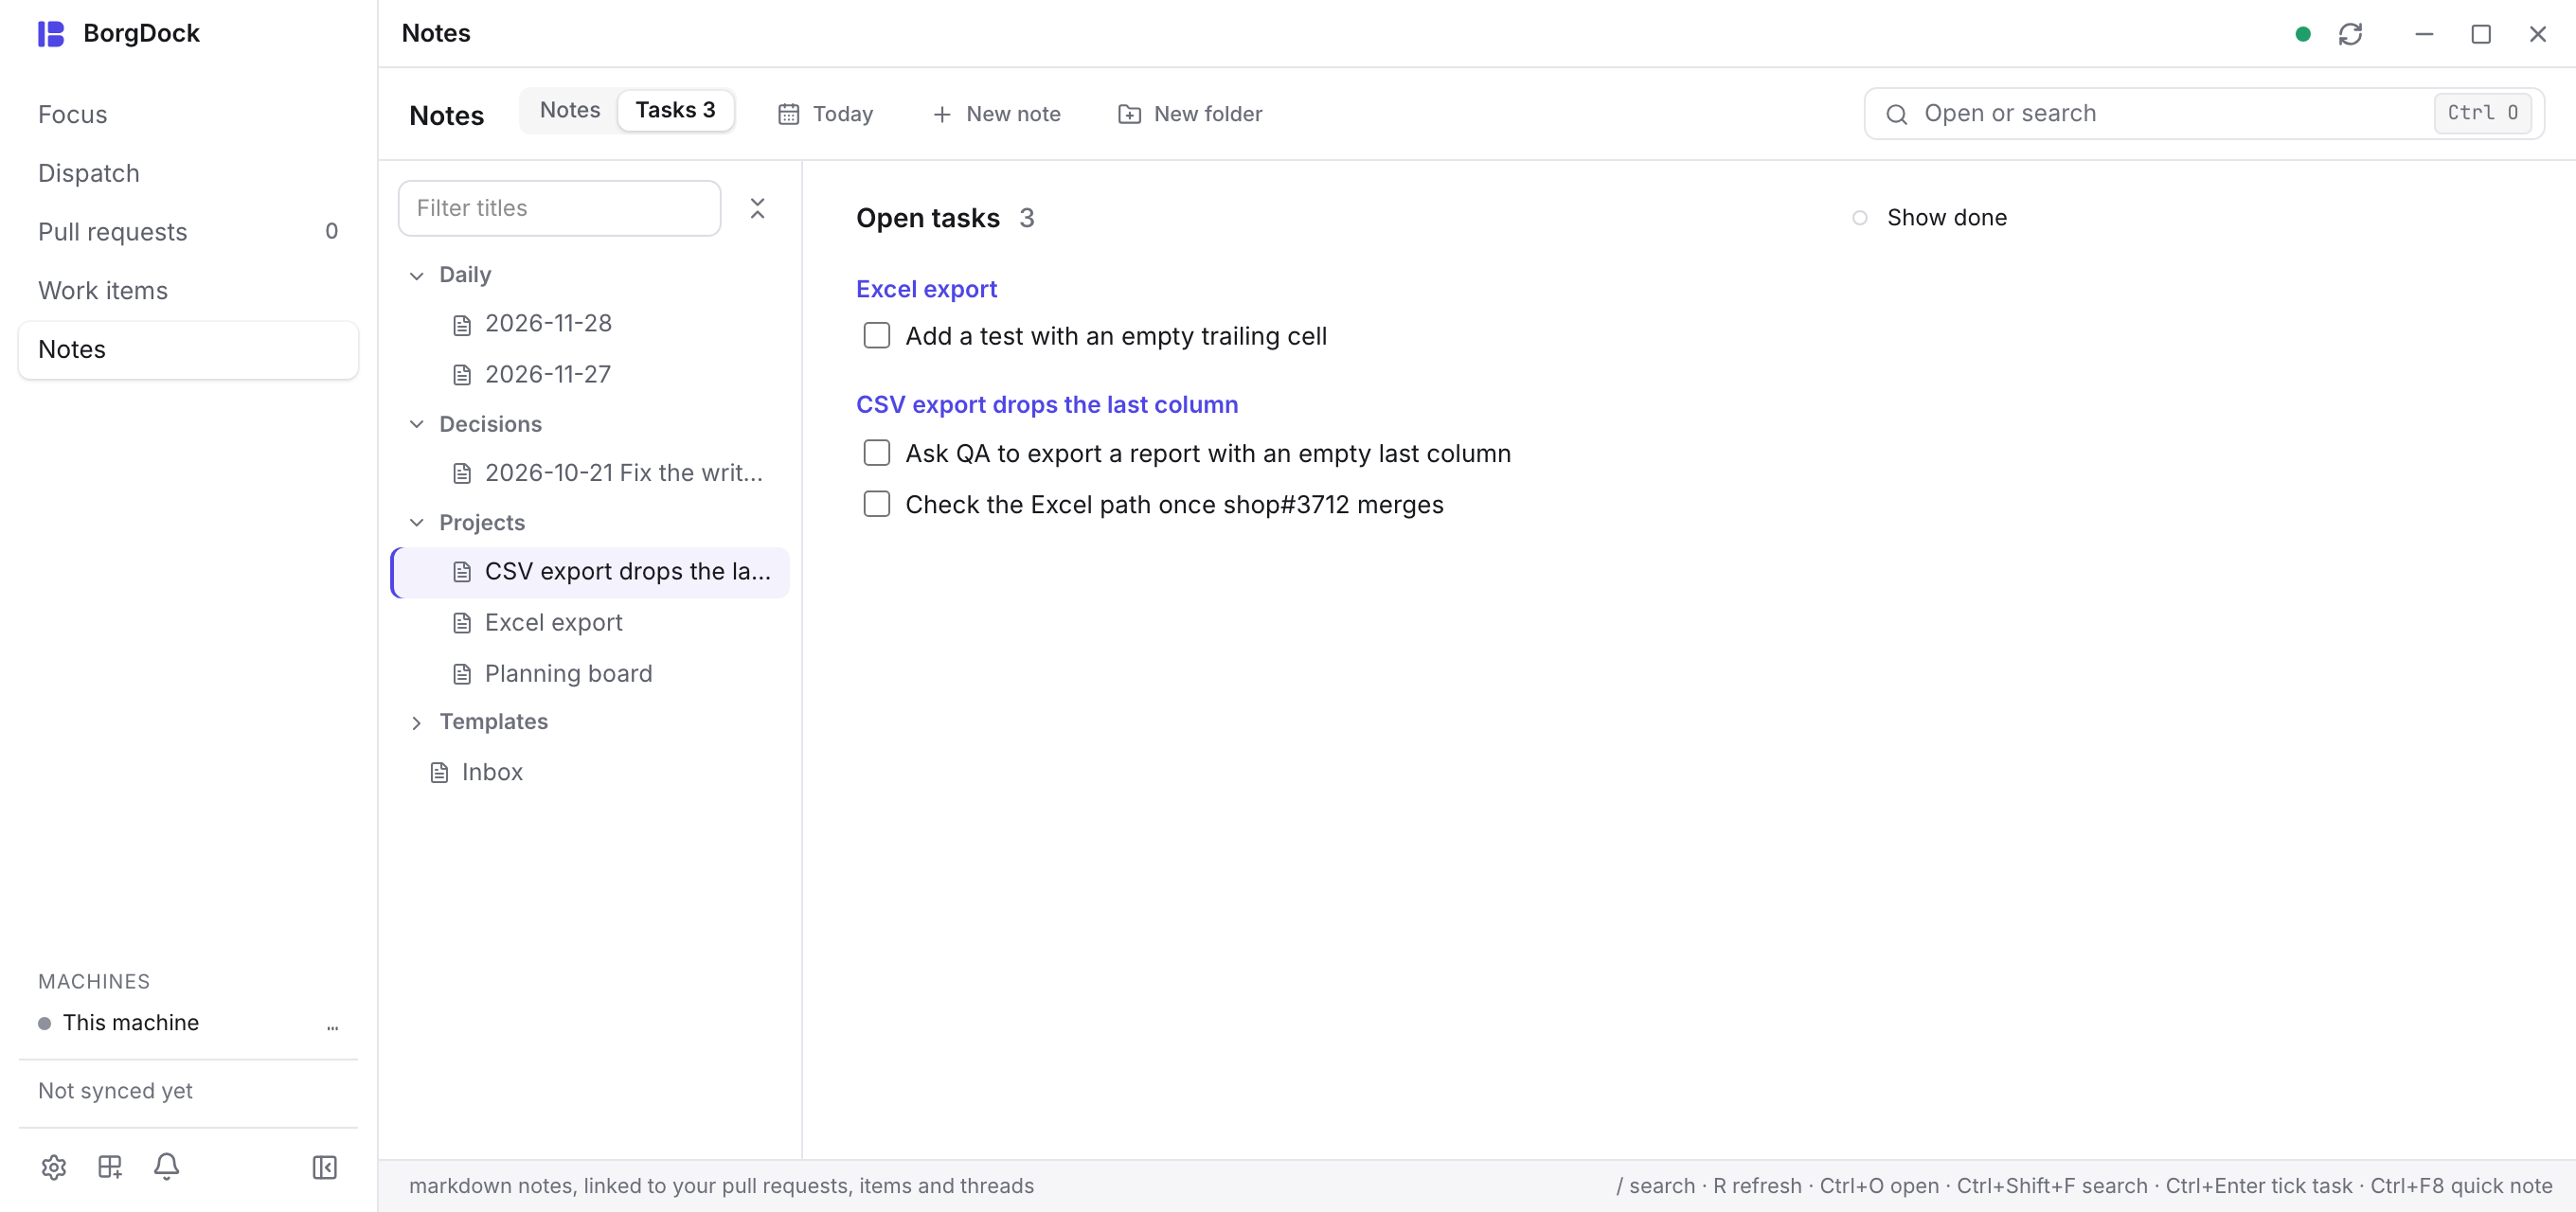 BorgDock
Focus
Dispatch
Pull requests 0
Work items
Notes
MACHINES
This machine ...
Not synced yet
Notes
Notes
Notes
Tasks 3
Today
New note
New folder
Open or search
Ctrl O
Filter titles
Daily
2026-11-28
2026-11-27
Decisions
2026-10-21 Fix the writ...
Projects
CSV export drops the la...
Excel export
Planning board
Templates
Inbox
Open tasks 3
Show done
Excel export
Add a test with an empty trailing cell
CSV export drops the last column
Ask QA to export a report with an empty last column
Check the Excel path once shop#3712 merges
markdown notes, linked to your pull requests, items and threads
/ search · R refresh · Ctrl+O open · Ctrl+Shift+F search · Ctrl+Enter tick task · Ctrl+F8 quick note